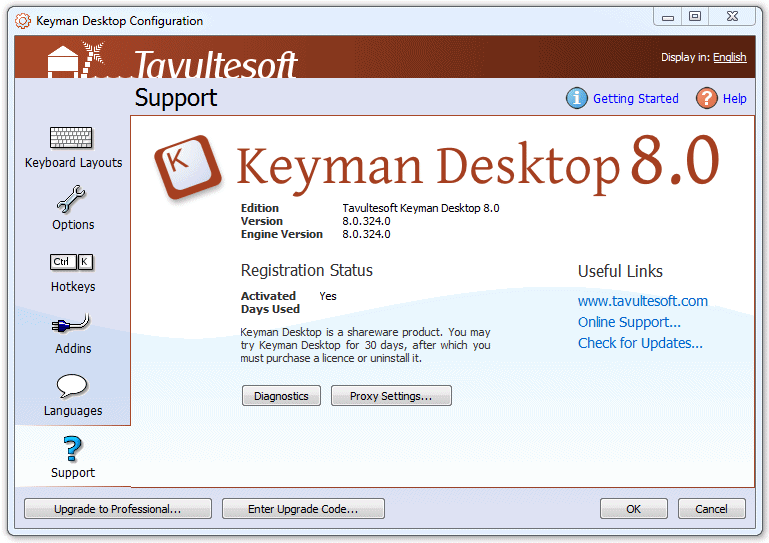 Keyman Desktop Configuration
Tavultesoft
Display in: English
Support
Getting Started
Help
Keyboard Layouts
Options
Ctrl K
Hotkeys
Addins
Languages
Support
K
Keyman Desktop 8.0
Edition Tavultesoft Keyman Desktop 8.0
Version 8.0.324.0
Engine Version 8.0.324.0
Registration Status
Activated Yes
Days Used
Keyman Desktop is a shareware product. You may
try Keyman Desktop for 30 days, after which you
must purchase a licence or uninstall it.
Diagnostics
Proxy Settings...
Useful Links
www.tavultesoft.com
Online Support...
Check for Updates...
Upgrade to Professional...
Enter Upgrade Code...
OK
Cancel